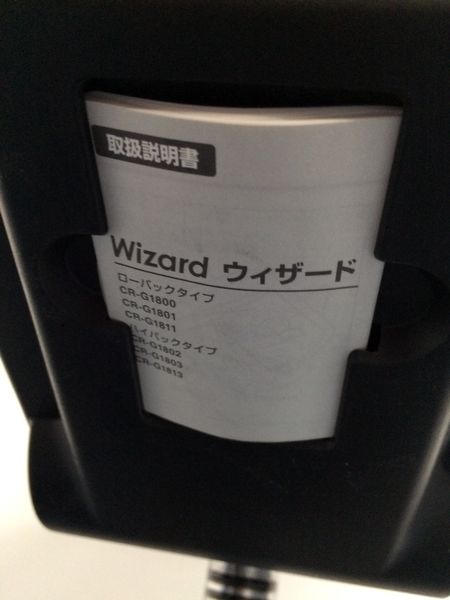 取扱説明書
Wizard ウィザード
ローバックタイプ
CR-G1800
CR-G1801
CR-G1811
ハイバックタイプ
CR-G1802
CR-G1803
CR-G1813